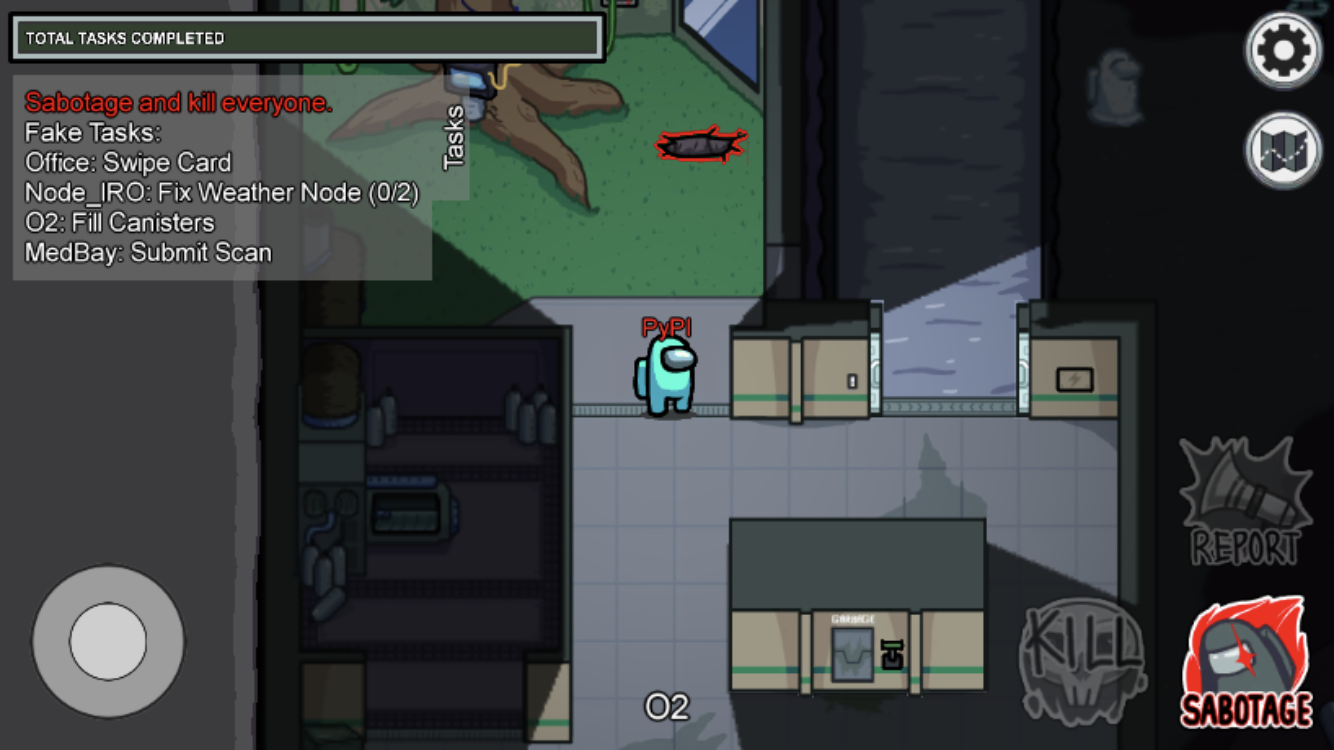 TOTAL TASKS COMPLETED
Sabotage and kill everyone.
Fake Tasks:
Office: Swipe Card
Node_IRO: Fix Weather Node (0/2)
O2: Fill Canisters
MedBay: Submit Scan
Tasks
PyPI
GARBAGE
REPORT
KILL
SABOTAGE
O2